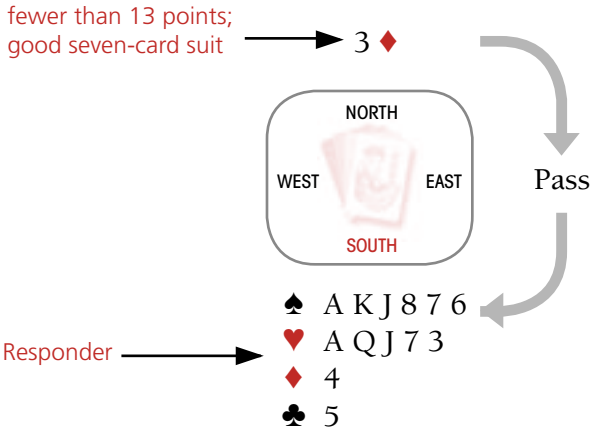 fewer than 13 points;
good seven-card suit
3 ♦
NORTH
WEST
EAST
SOUTH
Pass
♠ A K J 8 7 6
♥ A Q J 7 3
Responder
♦ 4
♣ 5